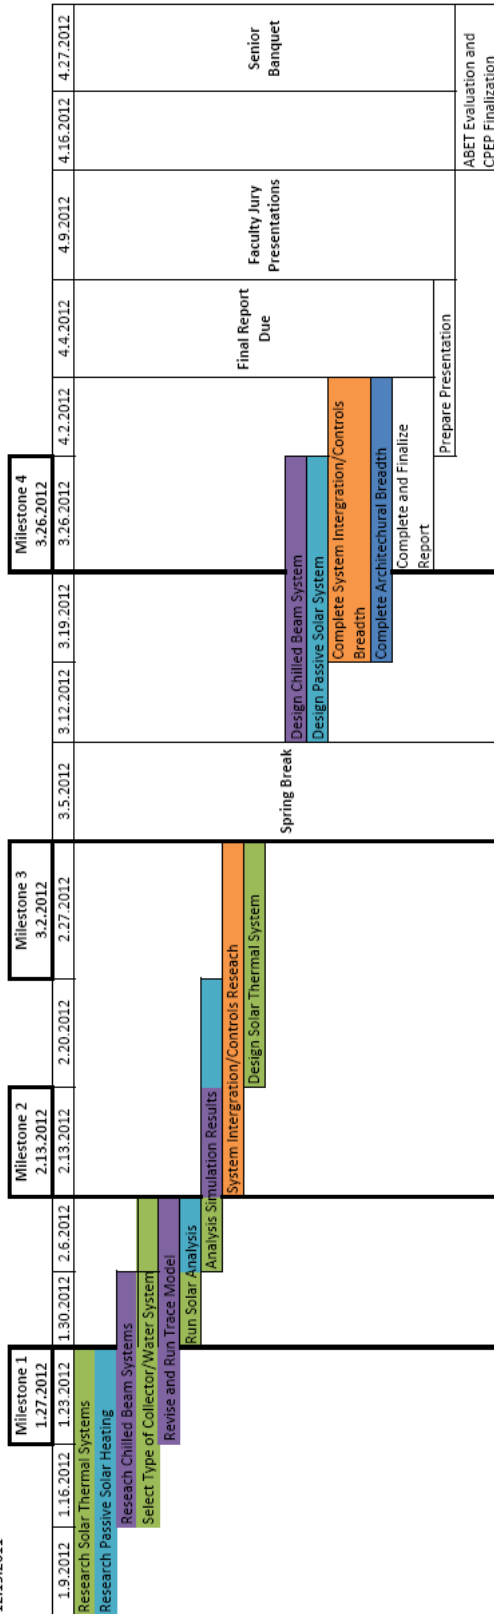 Milestone 1
1.27.2012
Milestone 2
2.13.2012
Milestone 3
3.2.2012
Milestone 4
3.26.2012
1.9.2012
1.16.2012
1.23.2012
1.30.2012
2.6.2012
2.13.2012
2.20.2012
2.27.2012
3.5.2012
3.12.2012
3.19.2012
3.26.2012
4.2.2012
4.4.2012
4.9.2012
4.16.2012
4.27.2012
Research Solar Thermal Systems
Research Passive Solar Heating
Reseach Chilled Beam Systems
Select Type of Collector/Water System
Revise and Run Trace Model
Run Solar Analysis
Analysis Simulation Results
System Intergration/Controls Reseach
Design Solar Thermal System
Spring Break
Design Chilled Beam System
Design Passive Solar System
Complete System Intergration/Controls
Breadth
Complete Architechural Breadth
Complete and Finalize
Report
Prepare Presentation
Final Report
Due
Faculty Jury
Presentations
Senior
Banquet
ABET Evaluation and
CPEP Finalization